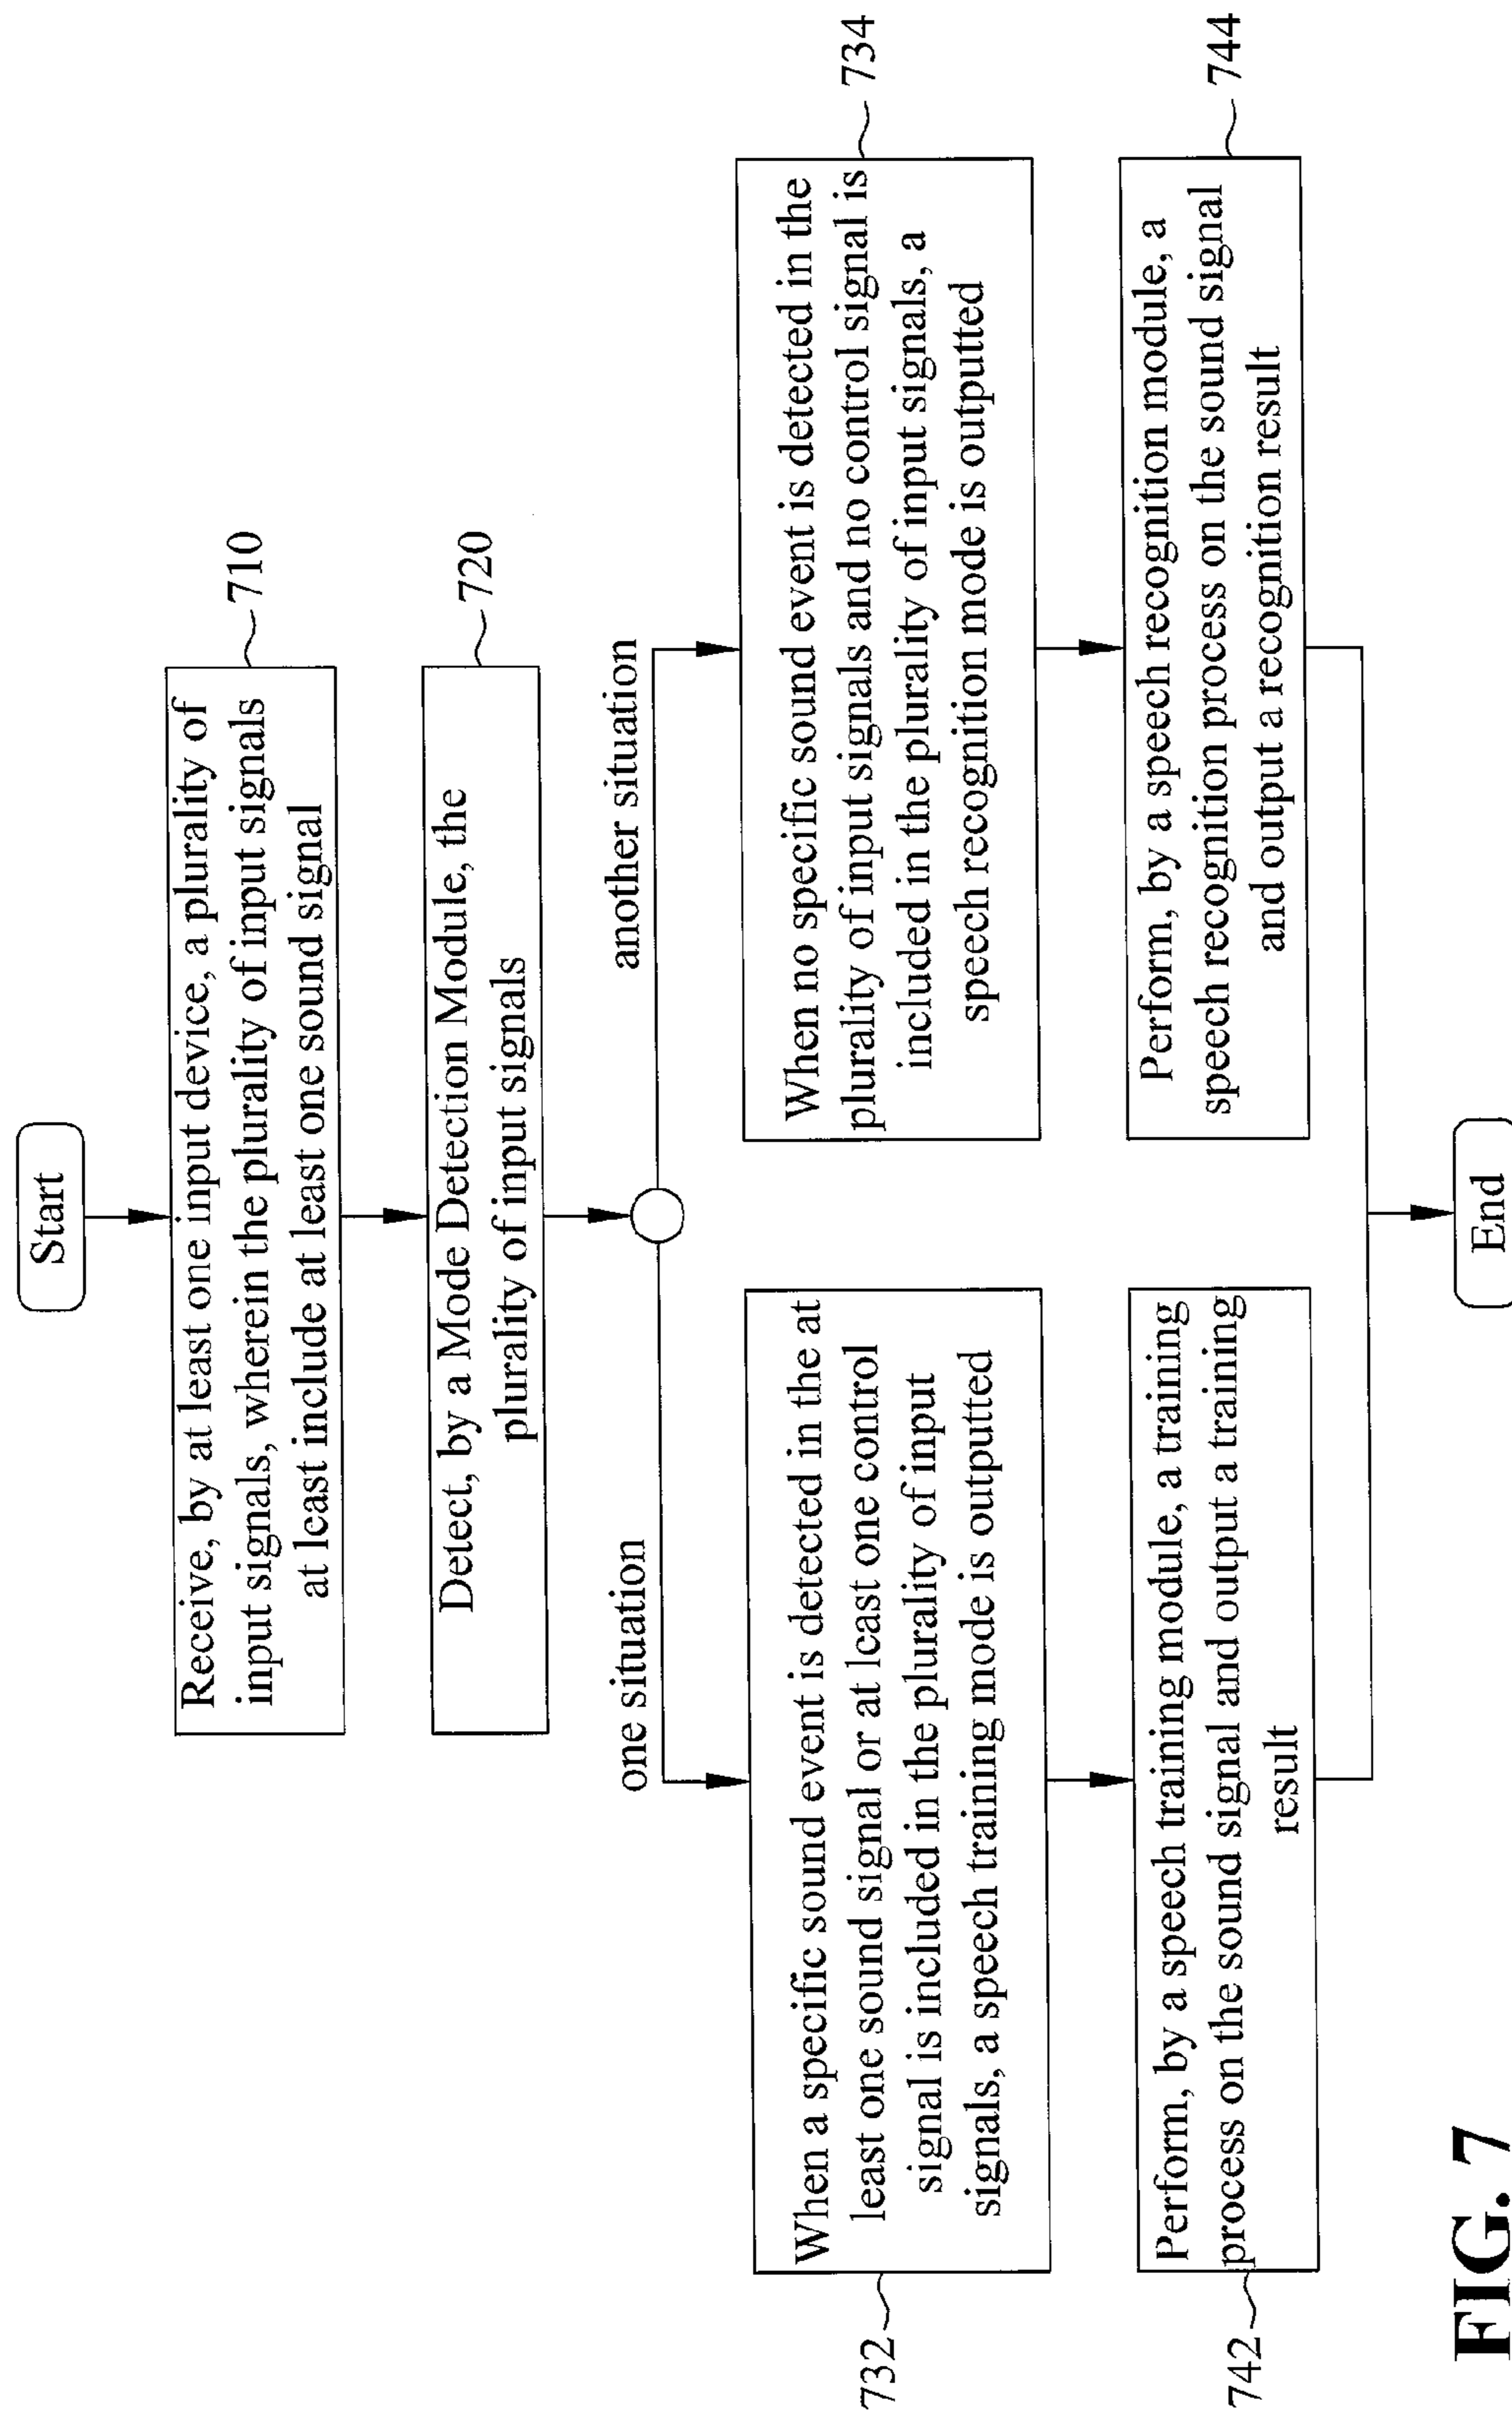 Start
Receive, by at least one input device, a plurality of
input signals, wherein the plurality of input signals
at least include at least one sound signal
710
Detect, by a Mode Detection Module, the
plurality of input signals
720
one situation
another situation
When a specific sound event is detected in the at
least one sound signal or at least one control
signal is included in the plurality of input
signals, a speech training mode is outputted
732
When no specific sound event is detected in the
plurality of input signals and no control signal is
included in the plurality of input signals, a
speech recognition mode is outputted
734
Perform, by a speech training module, a training
process on the sound signal and output a training
result
742
Perform, by a speech recognition module, a
speech recognition process on the sound signal
and output a recognition result
744
End
FIG. 7